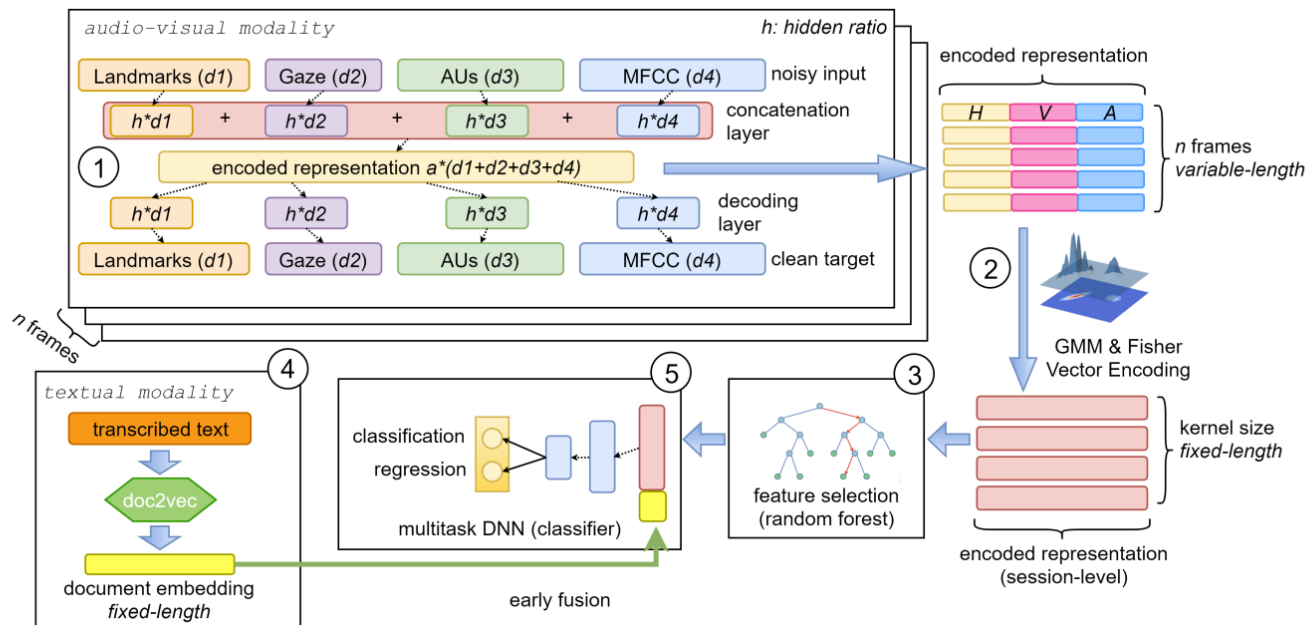 audio-visual modality
h: hidden ratio
Landmarks (d1)
Gaze (d2)
AUs (d3)
MFCC (d4)
noisy input
h*d1
+
h*d2
+
h*d3
+
h*d4
concatenation
layer
1
encoded representation a*(d1+d2+d3+d4)
h*d1
h*d2
h*d3
h*d4
decoding
layer
Landmarks (d1)
Gaze (d2)
AUs (d3)
MFCC (d4)
clean target
n frames
encoded representation
H
V
A
n frames
variable-length
2
GMM & Fisher
Vector Encoding
kernel size
fixed-length
encoded representation
(session-level)
3
feature selection
(random forest)
5
classification
regression
multitask DNN (classifier)
4
textual modality
transcribed text
doc2vec
document embedding
fixed-length
early fusion